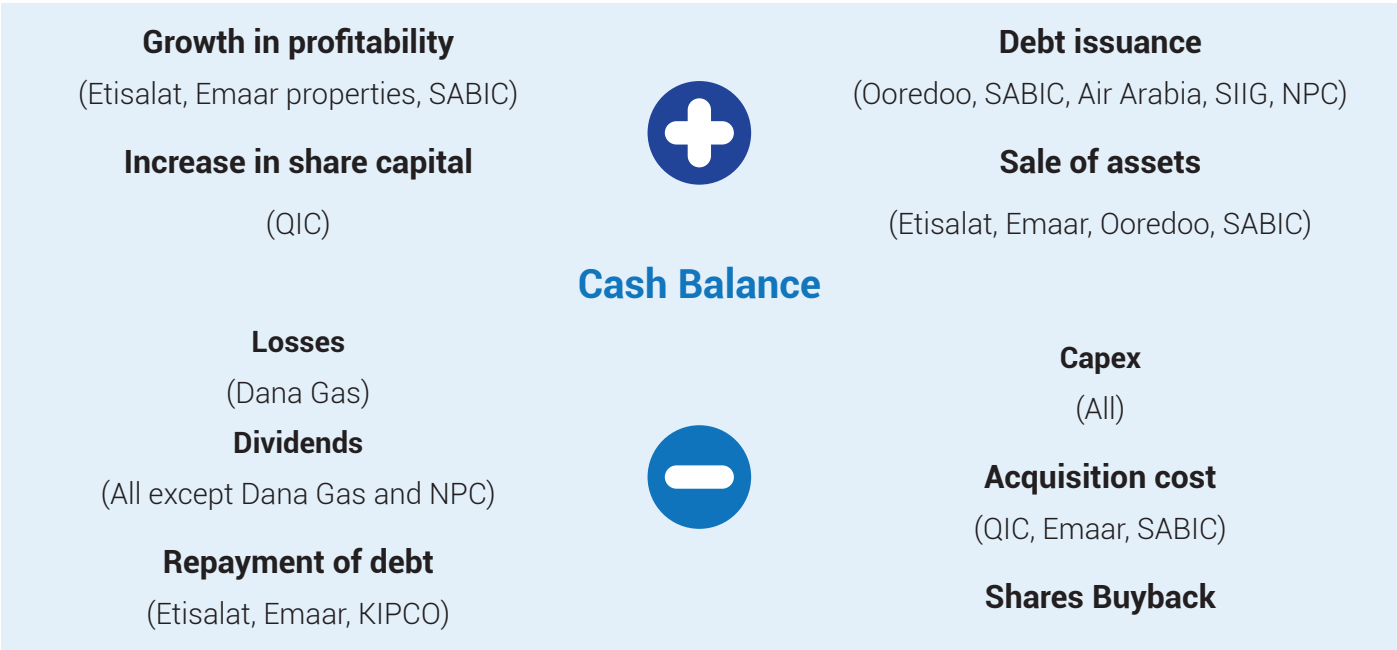 Growth in profitability
(Etisalat, Emaar properties, SABIC)
Increase in share capital
(QIC)
Debt issuance
(Ooredoo, SABIC, Air Arabia, SIIG, NPC)
Sale of assets
(Etisalat, Emaar, Ooredoo, SABIC)
Cash Balance
Losses
(Dana Gas)
Dividends
(All except Dana Gas and NPC)
Repayment of debt
(Etisalat, Emaar, KIPCO)
Capex
(All)
Acquisition cost
(QIC, Emaar, SABIC)
Shares Buyback